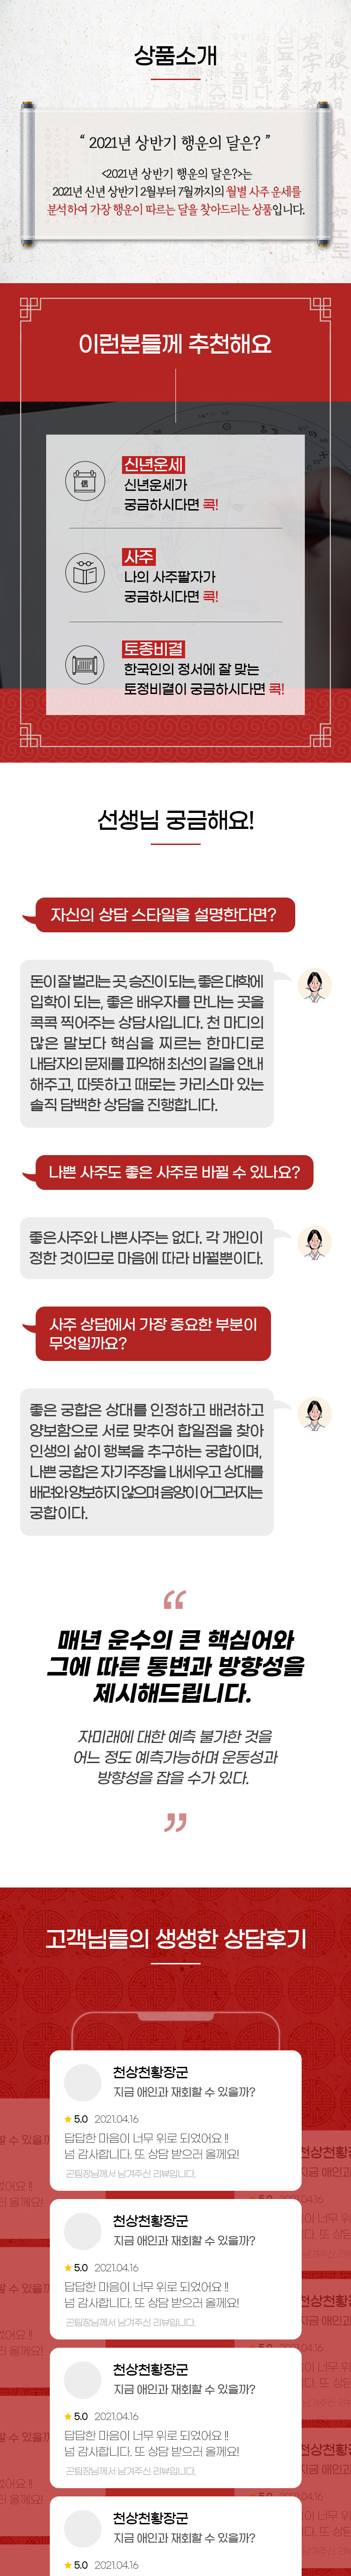 상품소개
“ 2021년 상반기 행운의 달은? ”
<2021년 상반기 행운의 달은?>는
2021년 신년 상반기 2월부터 7월까지의 월별 사주 운세를
분석하여 가장 행운이 따르는 달을 찾아드리는 상품입니다.
이런분들께 추천해요
신년운세
신년운세가
궁금하시다면 콕!
사주
나의 사주팔자가
궁금하시다면 콕!
토종비결
한국인의 정서에 잘 맞는
토정비결이 궁금하시다면 콕!
선생님 궁금해요!
자신의 상담 스타일을 설명한다면?
돈이 잘 벌리는 곳, 승진이 되는, 좋은 대학에
입학이 되는, 좋은 배우자를 만나는 곳을
콕콕 찍어주는 상담사입니다. 천 마디의
많은 말보다 핵심을 찌르는 한마디로
내담자의 문제를 파악해 최선의 길을 안내
해주고, 따뜻하고 때로는 카리스마 있는
솔직 담백한 상담을 진행합니다.
나쁜 사주도 좋은 사주로 바뀔 수 있나요?
좋은사주와 나쁜사주는 없다. 각 개인이
정한 것이므로 마음에 따라 바뀔뿐이다.
사주 상담에서 가장 중요한 부분이
무엇일까요?
좋은 궁합은 상대를 인정하고 배려하고
양보함으로 서로 맞추어 합일점을 찾아
인생의 삶이 행복을 추구하는 궁합이며,
나쁜 궁합은 자기주장을 내세우고 상대를
배려와 양보하지 않으며 음양이 어그러지는
궁합이다.
“
매년 운수의 큰 핵심어와
그에 따른 통변과 방향성을
제시해드립니다.
자미래에 대한 예측 불가한 것을
어느 정도 예측가능하며 운동성과
방향성을 잡을 수가 있다.
”
고객님들의 생생한 상담후기
천상천황장군
지금 애인과 재회할 수 있을까?
5.0 2021.04.16
답답한 마음이 너무 위로 되었어요 !!
넘 감사합니다. 또 상담 받으러 올께요!
곤팀장님께서 남겨주신 리뷰입니다.
천상천황장군
지금 애인과 재회할 수 있을까?
5.0 2021.04.16
답답한 마음이 너무 위로 되었어요 !!
넘 감사합니다. 또 상담 받으러 올께요!
곤팀장님께서 남겨주신 리뷰입니다.
천상천황장군
지금 애인과 재회할 수 있을까?
5.0 2021.04.16
답답한 마음이 너무 위로 되었어요 !!
넘 감사합니다. 또 상담 받으러 올께요!
곤팀장님께서 남겨주신 리뷰입니다.
천상천황장군
지금 애인과 재회할 수 있을까?
5.0 2021.04.16